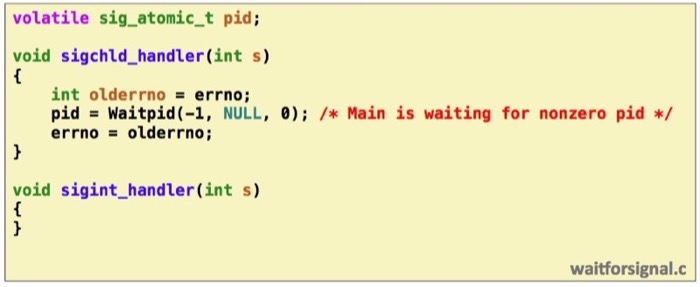 volatile sig_atomic_t pid;
void sigchld_handler(int s)
{
    int olderrno = errno;
    pid = Waitpid(-1, NULL, 0); /* Main is waiting for nonzero pid */
    errno = olderrno;
}
void sigint_handler(int s)
{
}
waitforsignal.c